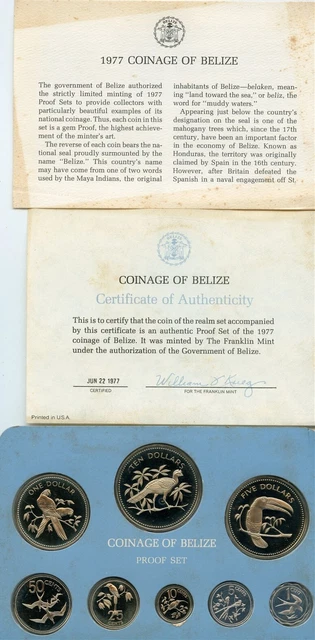 1977 COINAGE OF BELIZE
The government of Belize authorized
the strictly limited minting of 1977
Proof Sets to provide collectors with
particularly beautiful examples of its
national coinage. Thus, each coin in this
set is a gem Proof, the highest achieve-
ment of the minter's art.
The reverse of each coin bears the na-
tional seal proudly surmounted by the
name "Belize." This country's name
may have come from one of two words
used by the Maya Indians, the original
inhabitants of Belize—belakin, mean-
ing "land toward the sea," or beliz, the
word for "muddy waters."
Appearing just below the country's
designation on the seal is one of the
mahogany trees which, since the 17th
century, have been an important factor
in the economy of Belize. Known as
Honduras, the territory was originally
claimed by Spain in the 16th century.
However, after Britain defeated the
Spanish in a naval engagement off St.
COINAGE OF BELIZE
Certificate of Authenticity
This is to certify that the coin of the realm set accompanied
by this certificate is an authentic Proof Set of the 1977
coinage of Belize. It was minted by The Franklin Mint
under the authorization of the Government of Belize.
JUN 22 1977
CERTIFIED
FOR THE FRANKLIN MINT
Printed in U.S.A.
ONE DOLLAR
TEN DOLLARS
FIVE DOLLARS
COINAGE OF BELIZE
PROOF SET
50 CENTS
25
10 CENTS
5